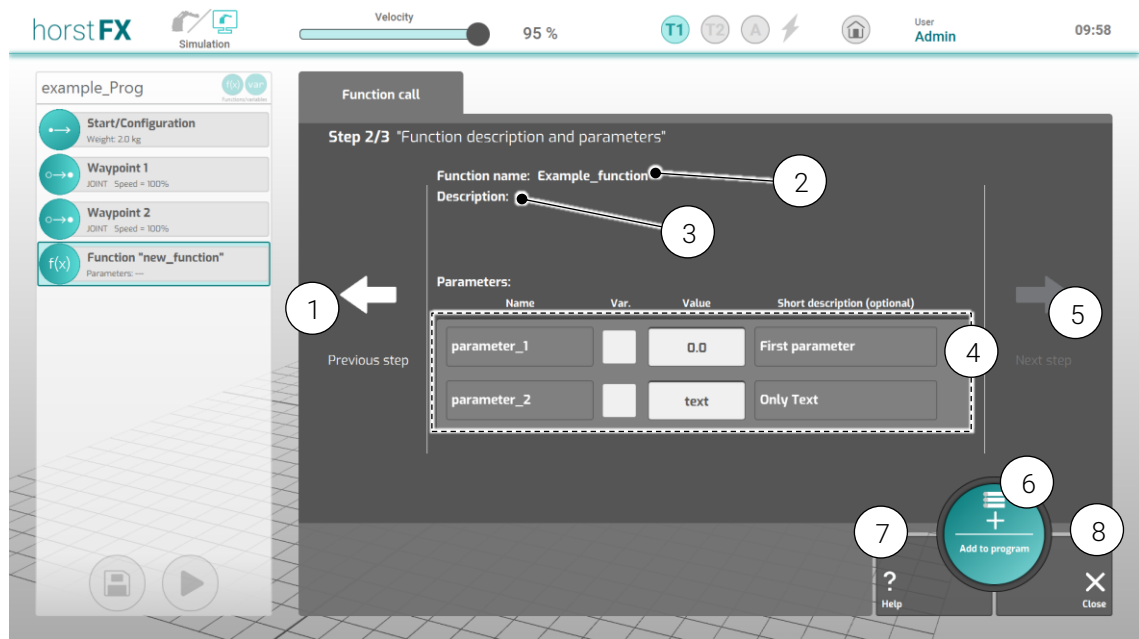 horstFX
Simulation
Velocity
95 %
T1 T2 A
User
Admin
09:58
example_Prog
f(x) var
Functions/variables
Start/Configuration
Weight: 2.0 kg
Waypoint 1
JOINT Speed = 100%
Waypoint 2
JOINT Speed = 100%
f(x)
Function "new_function"
Parameters: ---
Function call
Step 2/3 "Function description and parameters"
Function name: Example_function
2
Description:
3
1
Previous step
Parameters:
Name Var. Value Short description (optional)
parameter_1 0.0 First parameter
parameter_2 text Only Text
4
5
Next step
6
Add to program
7
? Help
8
Close